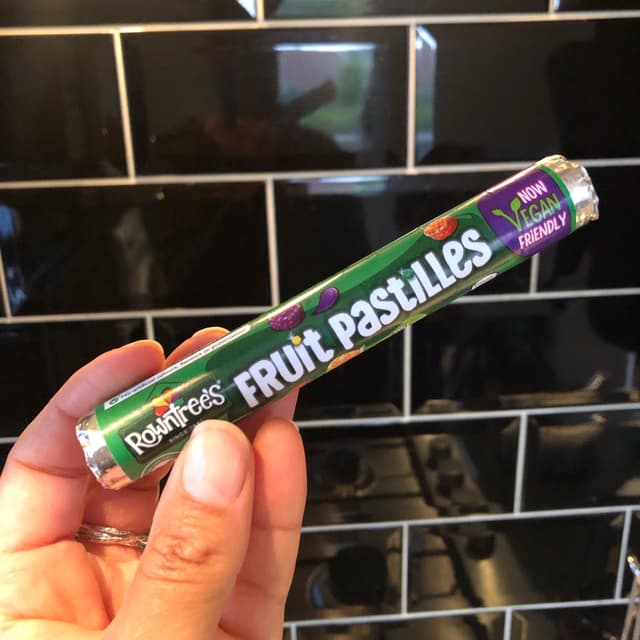 Rowntree's
FRUIT PASTILLES
NOW
VEGAN
FRIENDLY